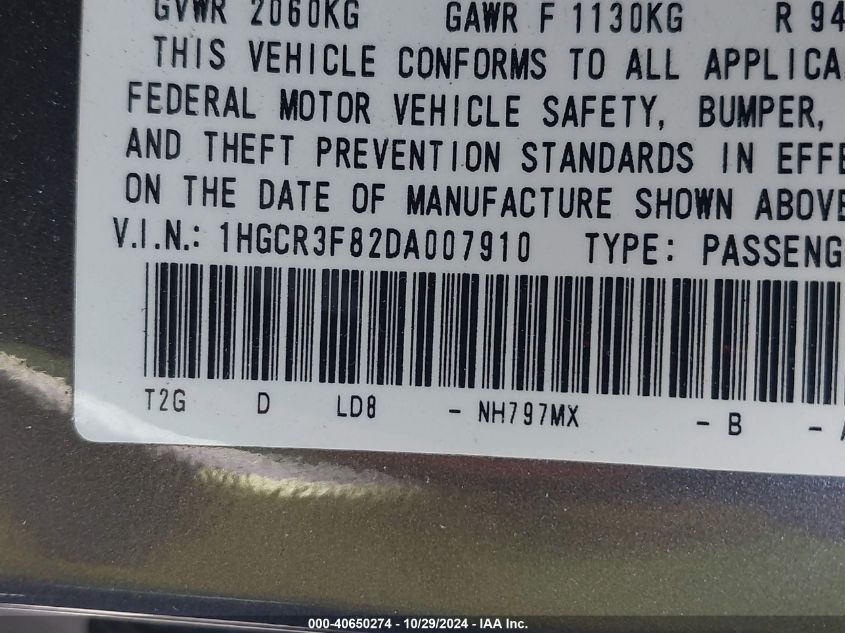 GVWR 2060KG GAWR F 1130KG R 94
THIS VEHICLE CONFORMS TO ALL APPLICA
FEDERAL MOTOR VEHICLE SAFETY, BUMPER,
AND THEFT PREVENTION STANDARDS IN EFFE
ON THE DATE OF MANUFACTURE SHOWN ABOVE
V.I.N.: 1HGCR3F82DA007910 TYPE: PASSENG
T2G D LD8 - NH797MX - B -
000-40650274 - 10/29/2024 - IAA Inc.